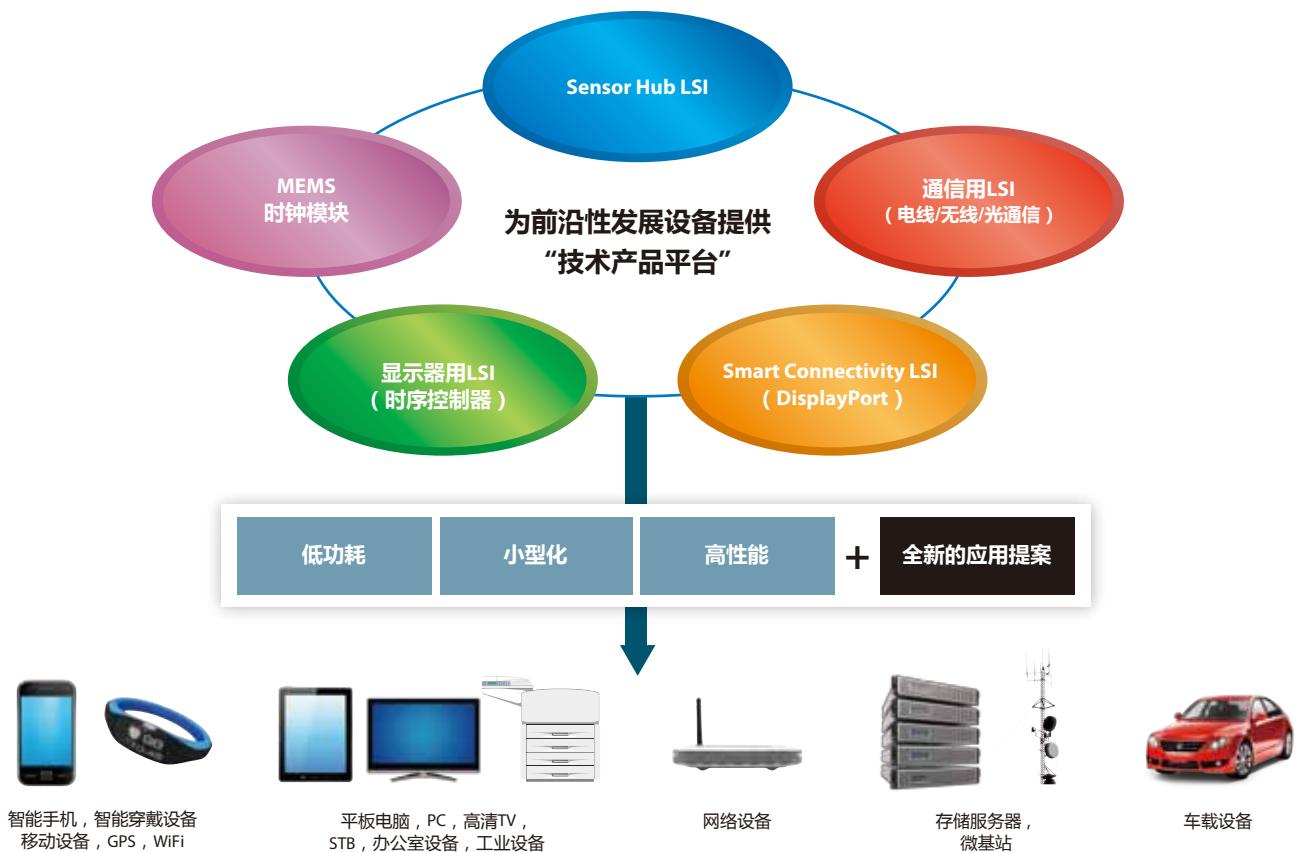 Sensor Hub LSI
MEMS
时钟模块
通信用LSI
（电线/无线/光通信）
为前沿性发展设备提供
“技术产品平台”
显示器用LSI
（时序控制器）
Smart Connectivity LSI
（DisplayPort）
低功耗
小型化
高性能
+
全新的应用提案
智能手机，智能穿戴设备
移动设备，GPS，WiFi
平板电脑，PC，高清TV，
STB，办公室设备，工业设备
网络设备
存储服务器，
微基站
车载设备